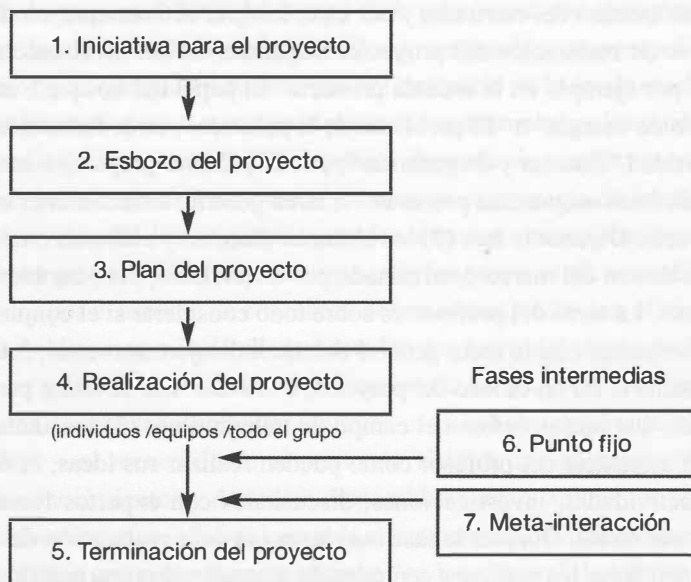 1. Iniciativa para el proyecto
2. Esbozo del proyecto
3. Plan del proyecto
4. Realización del proyecto
(individuos /equipos /todo el grupo
Fases intermedias
6. Punto fijo
7. Meta-interacción
5. Terminación del proyecto